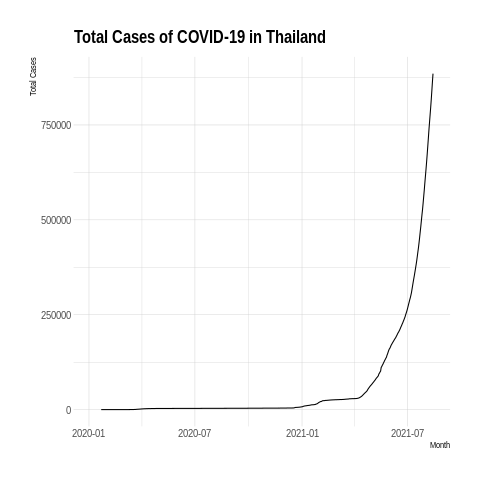 Total Cases of COVID-19 in Thailand
Total Cases
750000
500000
250000
0
2020-01 2020-07 2021-01 2021-07
Month